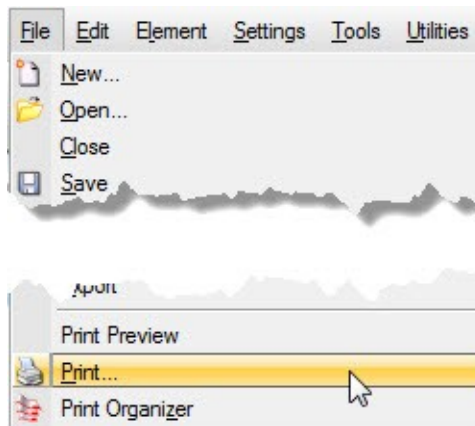 File Edit Element Settings Tools Utilities
New...
Open...
Close
Save
Print Preview
Print...
Print Organizer